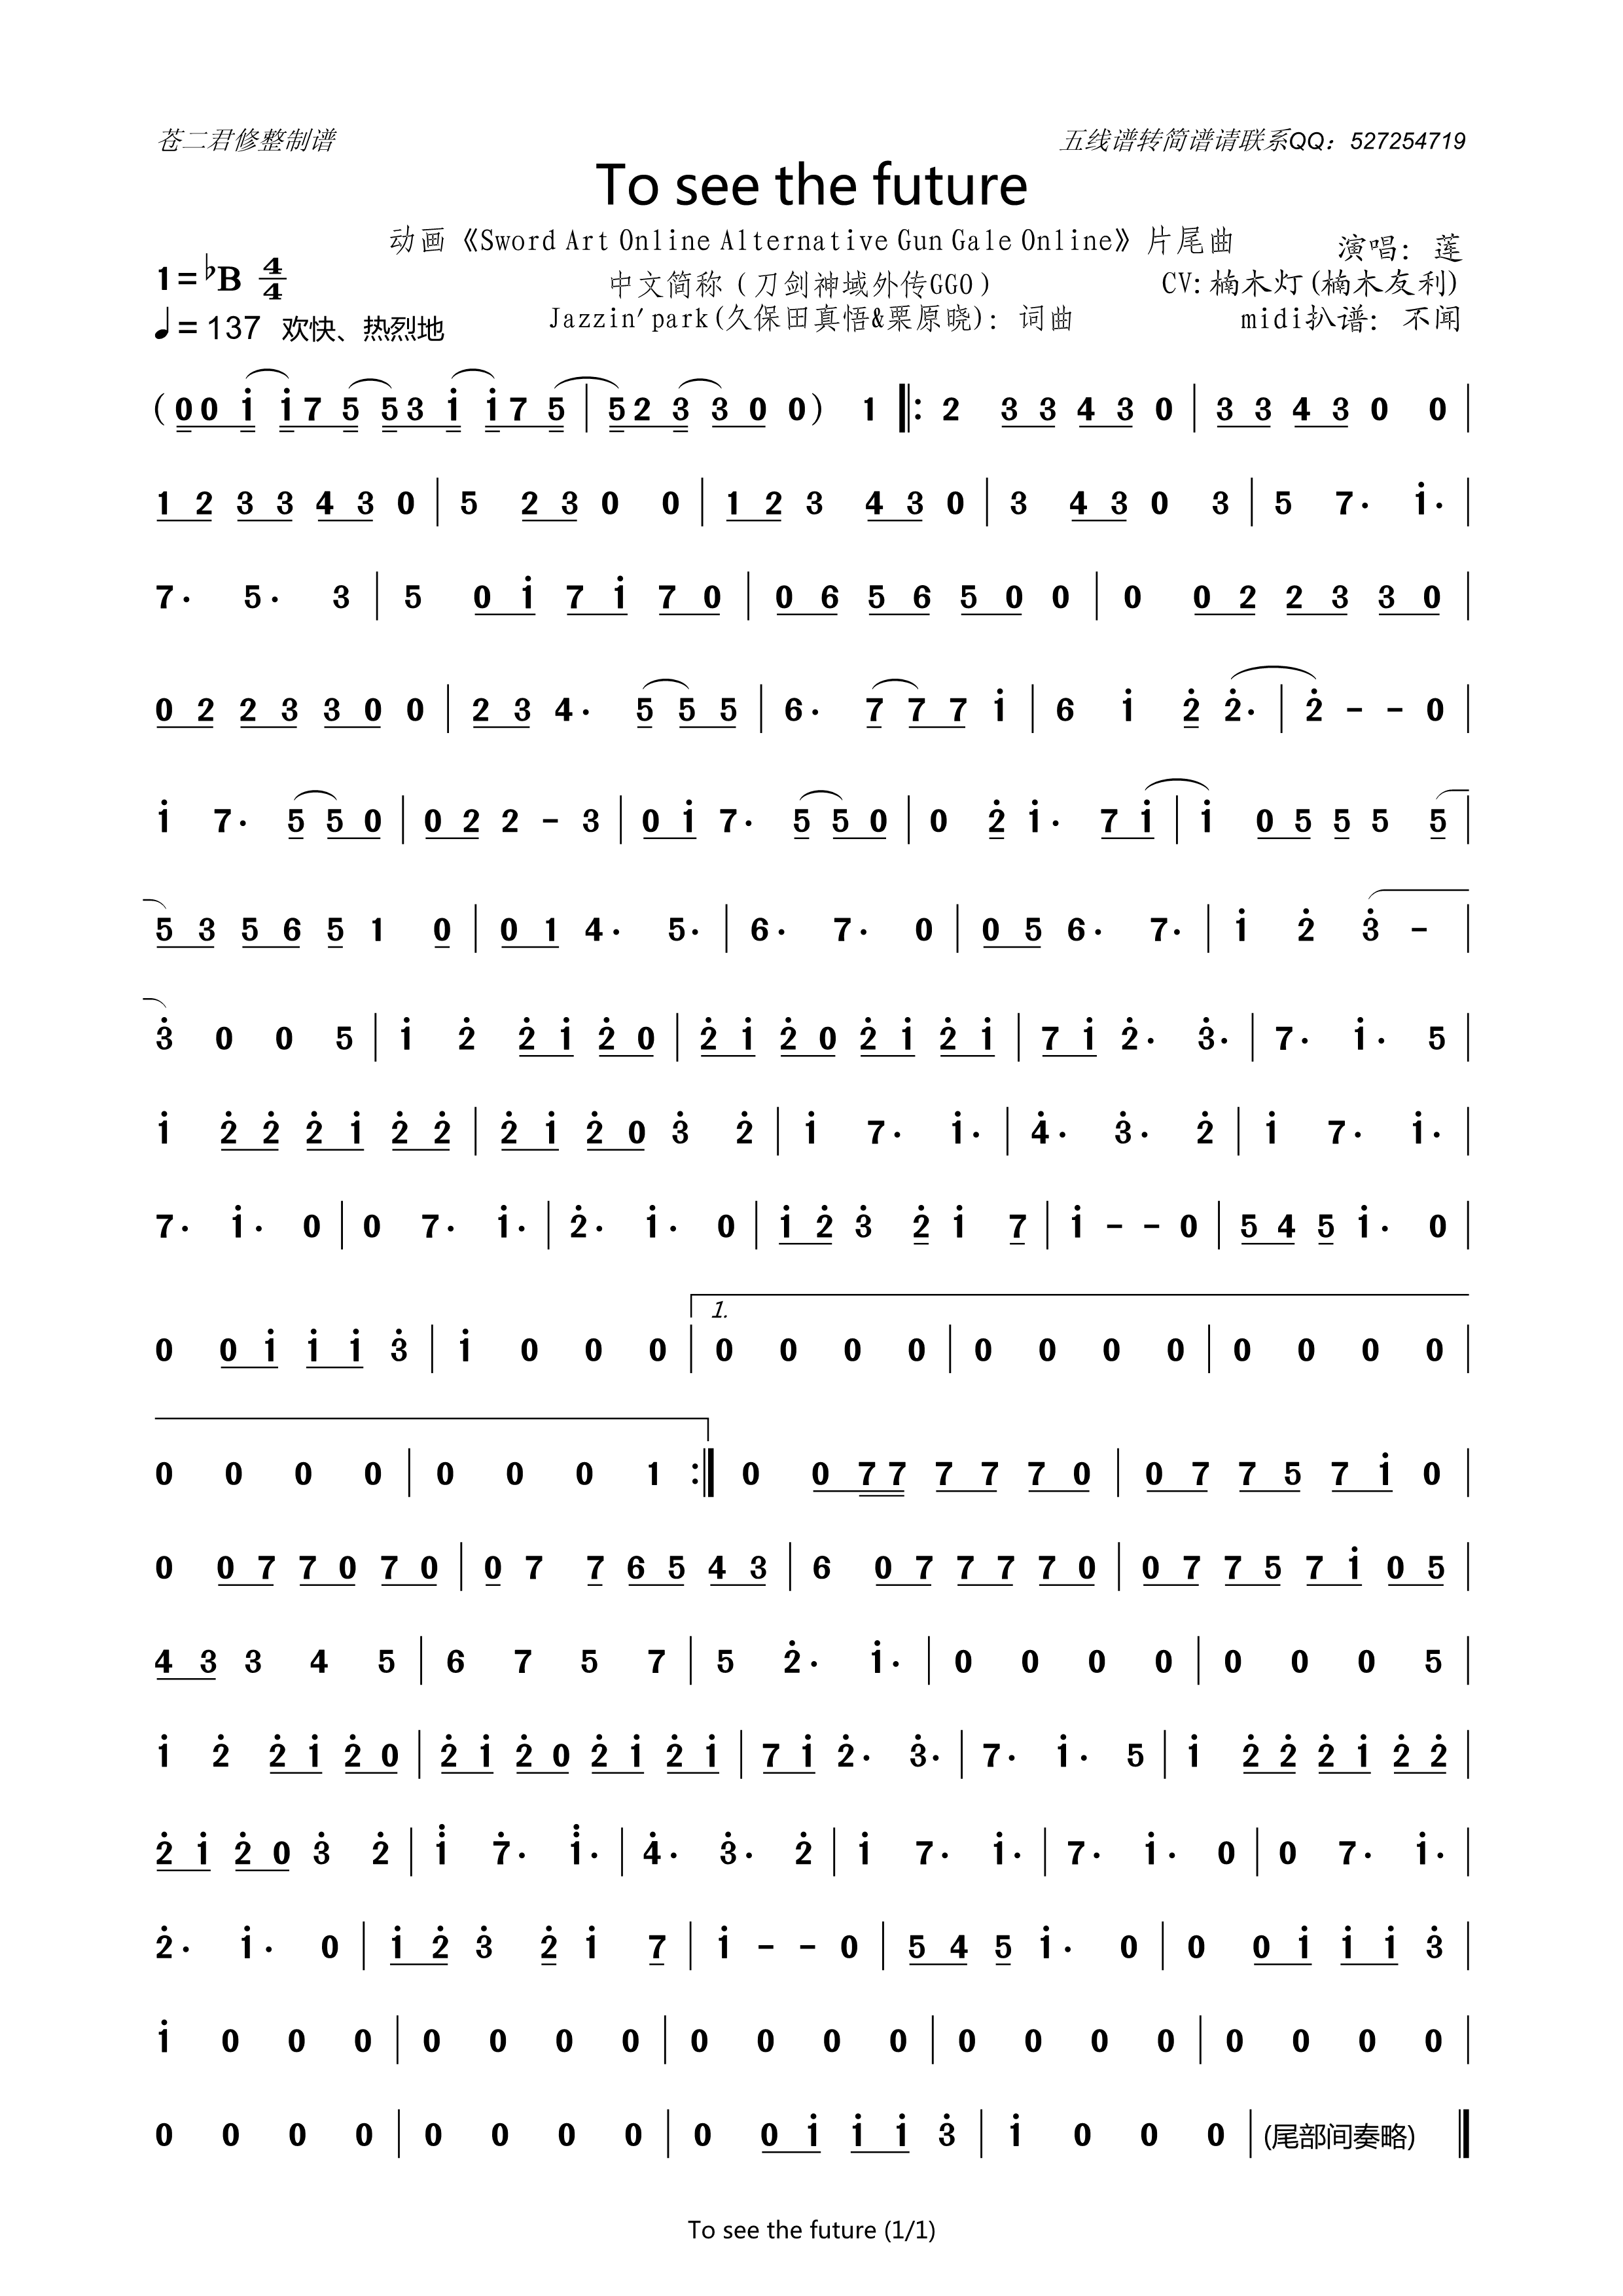 苍二君修整制谱
五线谱转简谱请联系QQ：527254719
To see the future
动画《Sword Art Online Alternative Gun Gale Online》片尾曲
演唱：莲
1=♭B 4/4
中文简称（刀剑神域外传GGO）
CV:楠木灯(楠木友利)
♩=137 欢快、热烈地
Jazzin'park(久保田真悟&栗原晓)：词曲
midi扒谱：不闻
(0 0 i i 7 5 5 3 i i 7 5 | 5 2 3 3 0 0) 1 ‖: 2 3 3 4 3 0 | 3 3 4 3 0 0 |
1 2 3 3 4 3 0 | 5 2 3 0 0 | 1 2 3 4 3 0 | 3 4 3 0 3 | 5 7· i· |
7· 5· 3 | 5 0 i 7 i 7 0 | 0 6 5 6 5 0 0 | 0 0 2 2 3 3 0 |
0 2 2 3 3 0 0 | 2 3 4· 5 5 5 | 6· 7 7 7 i | 6 i 2̇ 2̇· | 2̇ - - 0 |
i 7· 5 5 0 | 0 2 2 - 3 | 0 i 7· 5 5 0 | 0 2̇ i· 7 i | i 0 5 5 5 5 |
5 3 5 6 5 1 0 | 0 1 4· 5· | 6· 7· 0 | 0 5 6· 7· | i 2̇ 3̇ - |
3̇ 0 0 5 | i 2̇ 2̇ i 2̇ 0 | 2̇ i 2̇ 0 2̇ i 2̇ i | 7 i 2̇· 3̇· | 7· i· 5 |
i 2̇ 2̇ 2̇ i 2̇ 2̇ | 2̇ i 2̇ 0 3̇ 2̇ | i 7· i· | 4̇· 3̇· 2̇ | i 7· i· |
7· i· 0 | 0 7· i· | 2̇· i· 0 | i 2̇ 3̇ 2̇ i 7 | i - - 0 | 5 4 5 i· 0 |
1.
0 0 i i i 3̇ | i 0 0 0 | 0 0 0 0 | 0 0 0 0 | 0 0 0 0 |
0 0 0 0 | 0 0 0 1 :‖ 0 0 7 7 7 7 7 0 | 0 7 7 5 7 i 0 |
0 0 7 7 0 7 0 | 0 7 7 6 5 4 3 | 6 0 7 7 7 7 0 | 0 7 7 5 7 i 0 5 |
4 3 3 4 5 | 6 7 5 7 | 5 2̇· i· | 0 0 0 0 | 0 0 0 5 |
i 2̇ 2̇ i 2̇ 0 | 2̇ i 2̇ 0 2̇ i 2̇ i | 7 i 2̇· 3̇· | 7· i· 5 | i 2̇ 2̇ 2̇ i 2̇ 2̇ |
2̇ i 2̇ 0 3̇ 2̇ | 1̈ 7̇· 1̈· | 4̇· 3̇· 2̇ | i 7· i· | 7· i· 0 | 0 7· i· |
2̇· i· 0 | i 2̇ 3̇ 2̇ i 7 | i - - 0 | 5 4 5 i· 0 | 0 0 i i i 3̇ |
i 0 0 0 | 0 0 0 0 | 0 0 0 0 | 0 0 0 0 | 0 0 0 0 |
0 0 0 0 | 0 0 0 0 | 0 0 i i i 3̇ | i 0 0 0 | (尾部间奏略) ‖
To see the future (1/1)